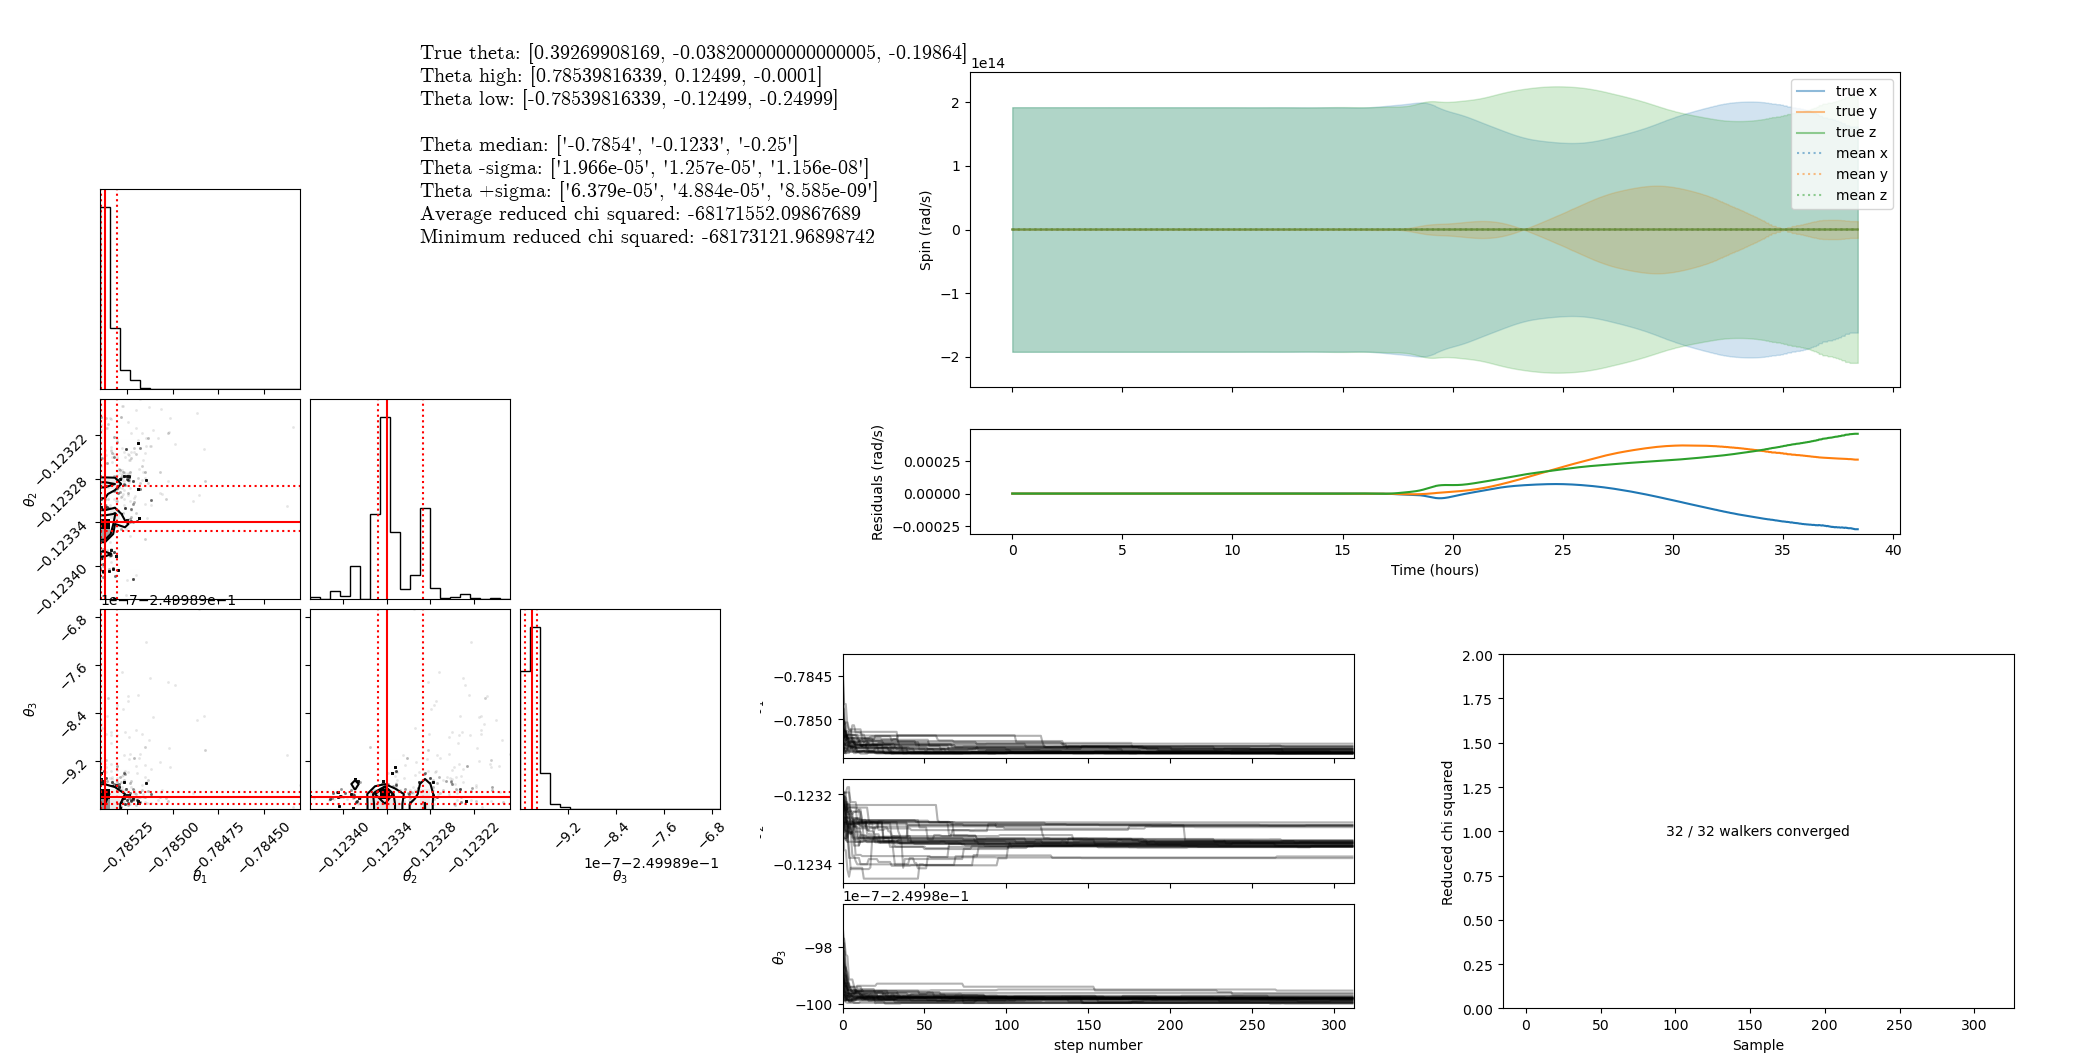 True theta: [0.39269908169, -0.038200000000000005, -0.19864]
Theta high: [0.78539816339, 0.12499, -0.0001]
Theta low: [-0.78539816339, -0.12499, -0.24999]
Theta median: ['-0.7854', '-0.1233', '-0.25']
Theta -sigma: ['1.966e-05', '1.257e-05', '1.156e-08']
Theta +sigma: ['6.379e-05', '4.884e-05', '8.585e-09']
Average reduced chi squared: -68171552.09867689
Minimum reduced chi squared: -68173121.96898742
1e14
2
1
0
−1
−2
Spin (rad/s)
true x
true y
true z
mean x
mean y
mean z
0.00025
0.00000
−0.00025
Residuals (rad/s)
0 5 10 15 20 25 30 35 40
Time (hours)
−0.12322
−0.12328
−0.12334
−0.12340
θ2
1e−7−2.49989e−1
−6.8
−7.6
−8.4
−9.2
θ3
−0.78525 −0.78500 −0.78475 −0.78450
θ1
−0.12340 −0.12334 −0.12328 −0.12322
θ2
−9.2 −8.4 −7.6 −6.8
1e−7−2.49989e−1
θ3
−0.7845
−0.7850
−0.1232
−0.1234
1e−7−2.4998e−1
−98
−100
θ3
0 50 100 150 200 250 300
step number
2.00
1.75
1.50
1.25
1.00
0.75
0.50
0.25
0.00
Reduced chi squared
32 / 32 walkers converged
0 50 100 150 200 250 300
Sample